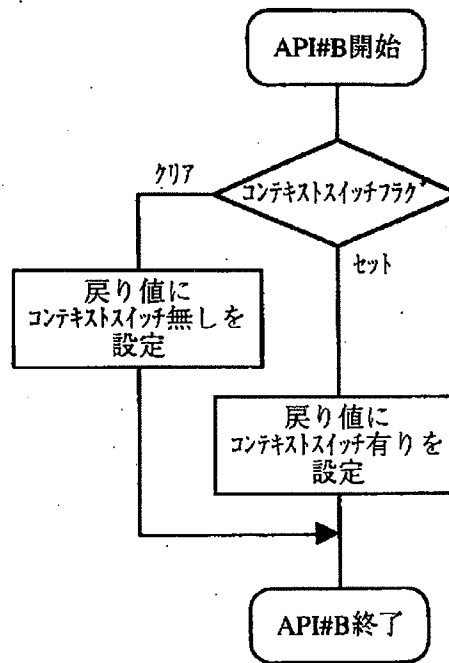 API#B開始
コンテキストスイッチフラグ
クリア
セット
戻り値に
コンテキストスイッチ無しを
設定
戻り値に
コンテキストスイッチ有りを
設定
API#B終了